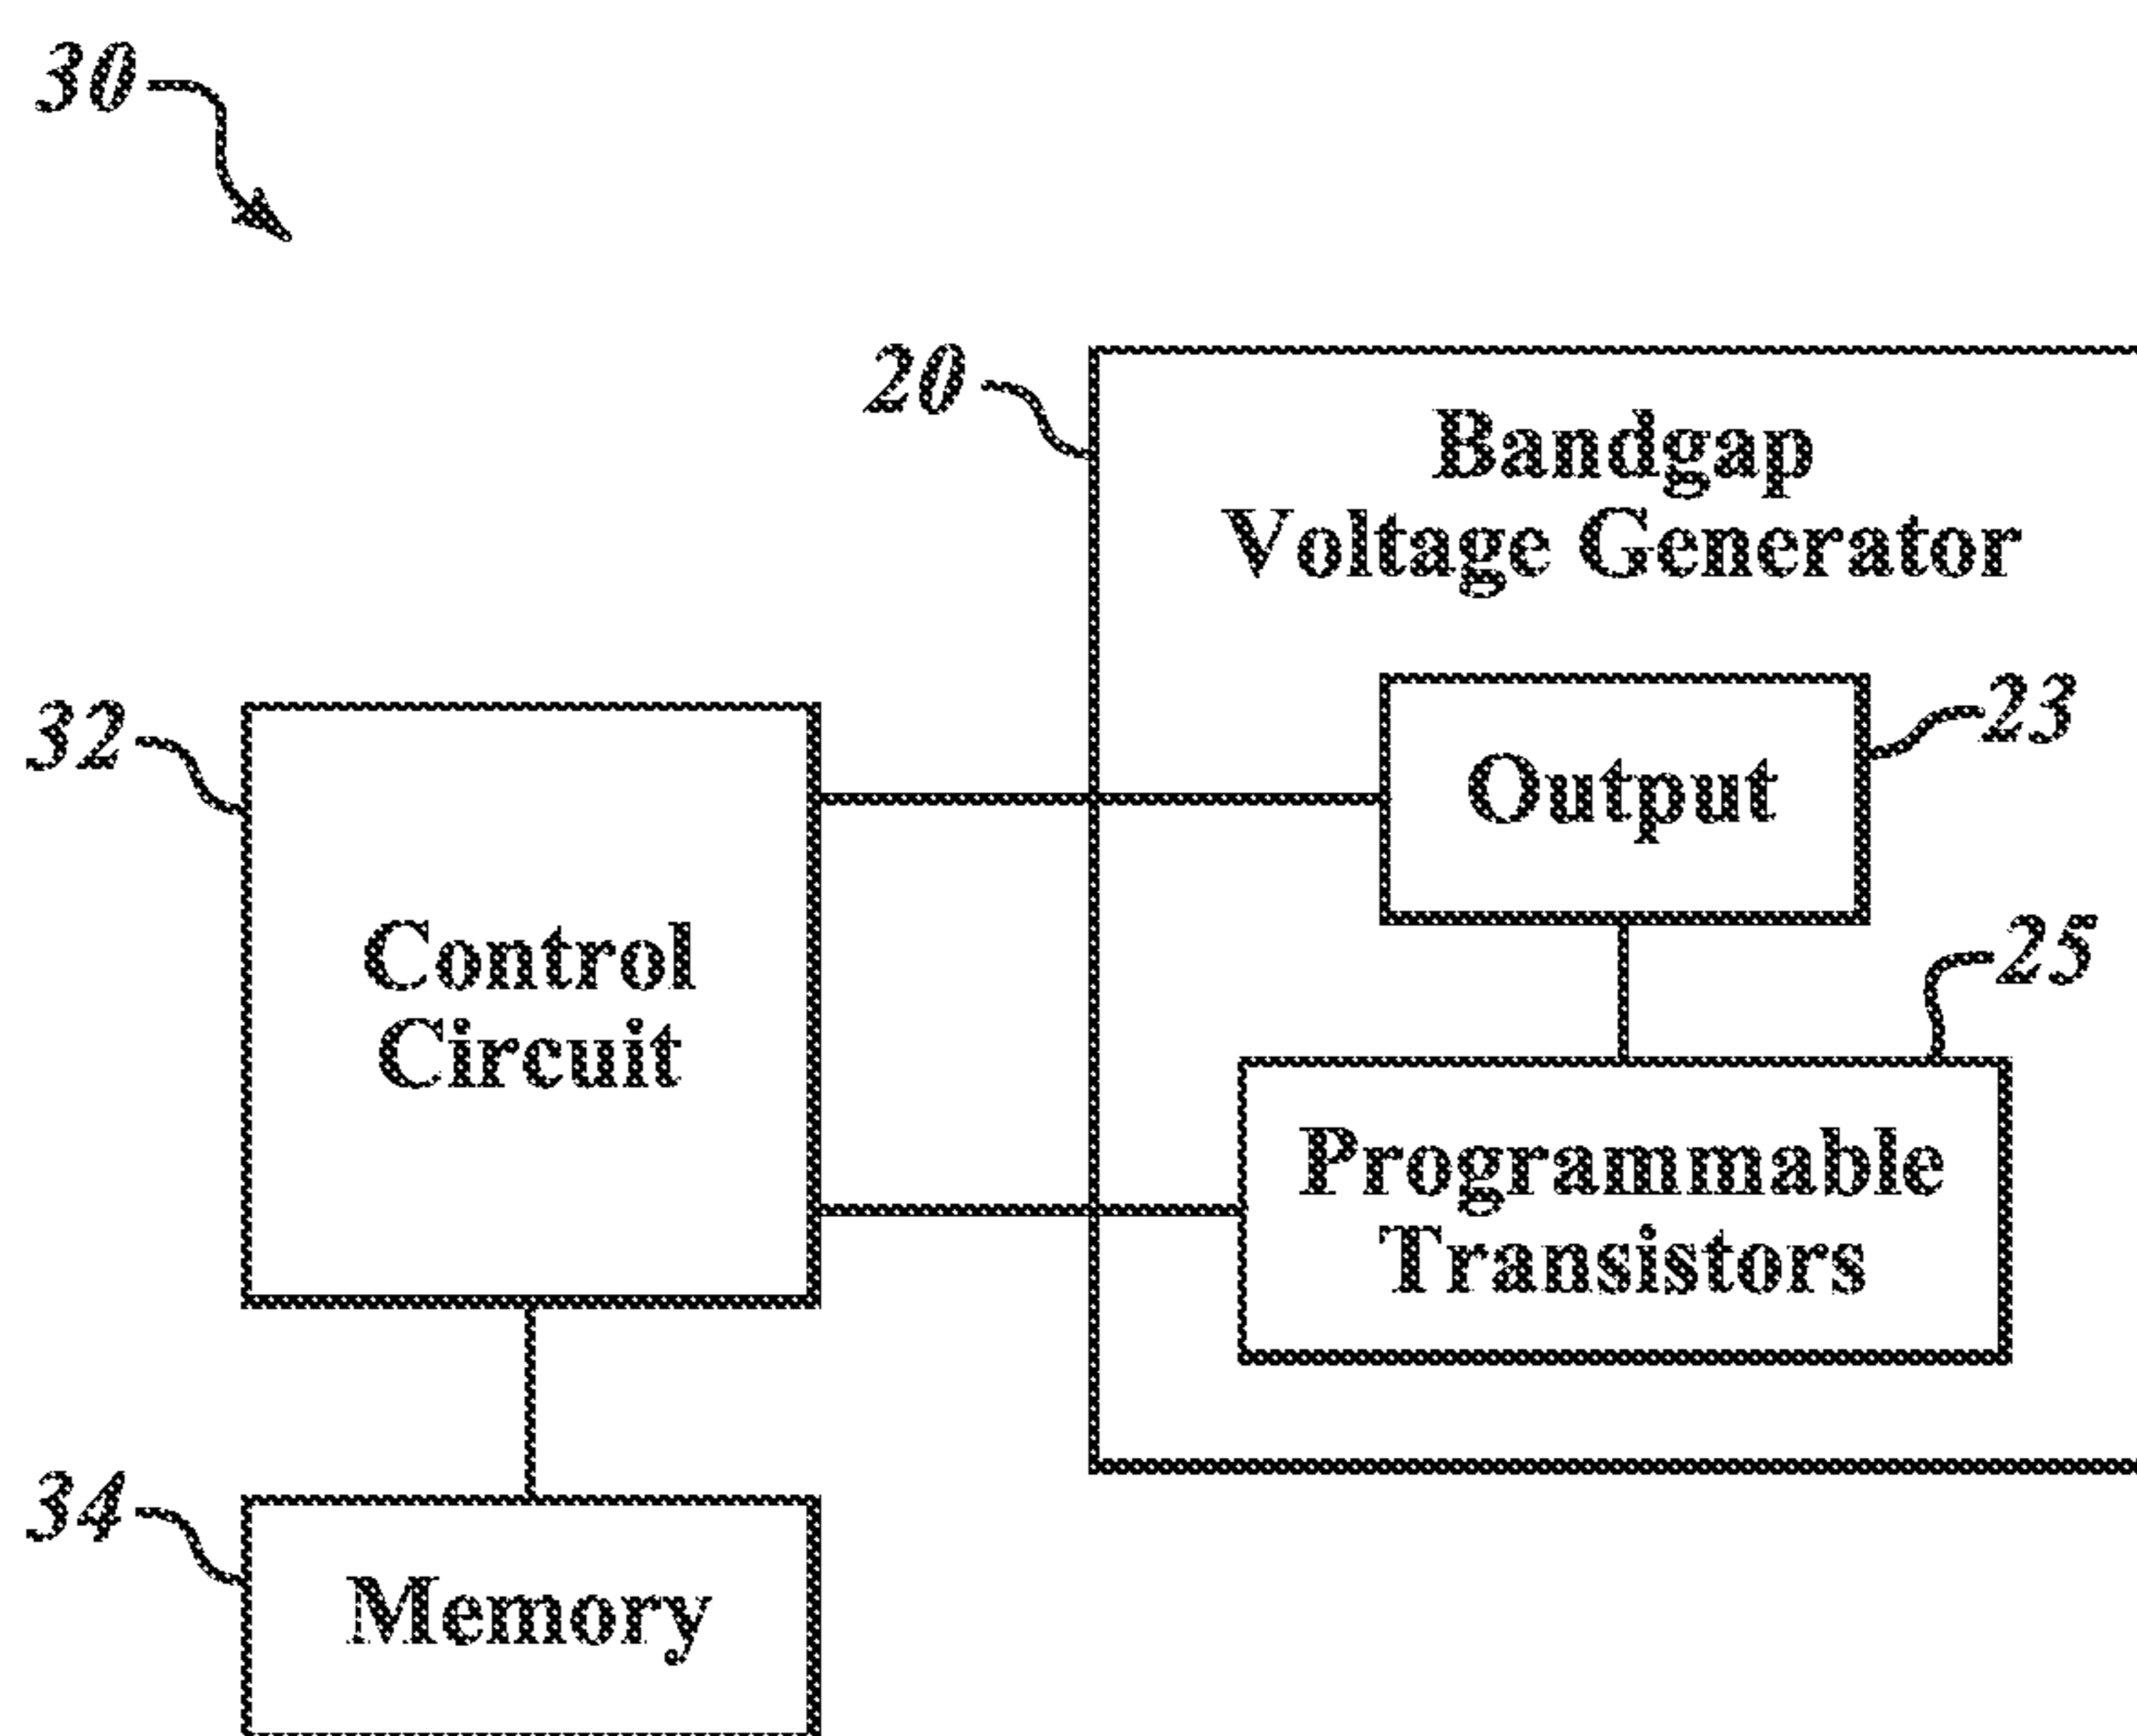 30
20
Bandgap
Voltage Generator
32
23
Output
Control
Circuit
25
Programmable
Transistors
34
Memory